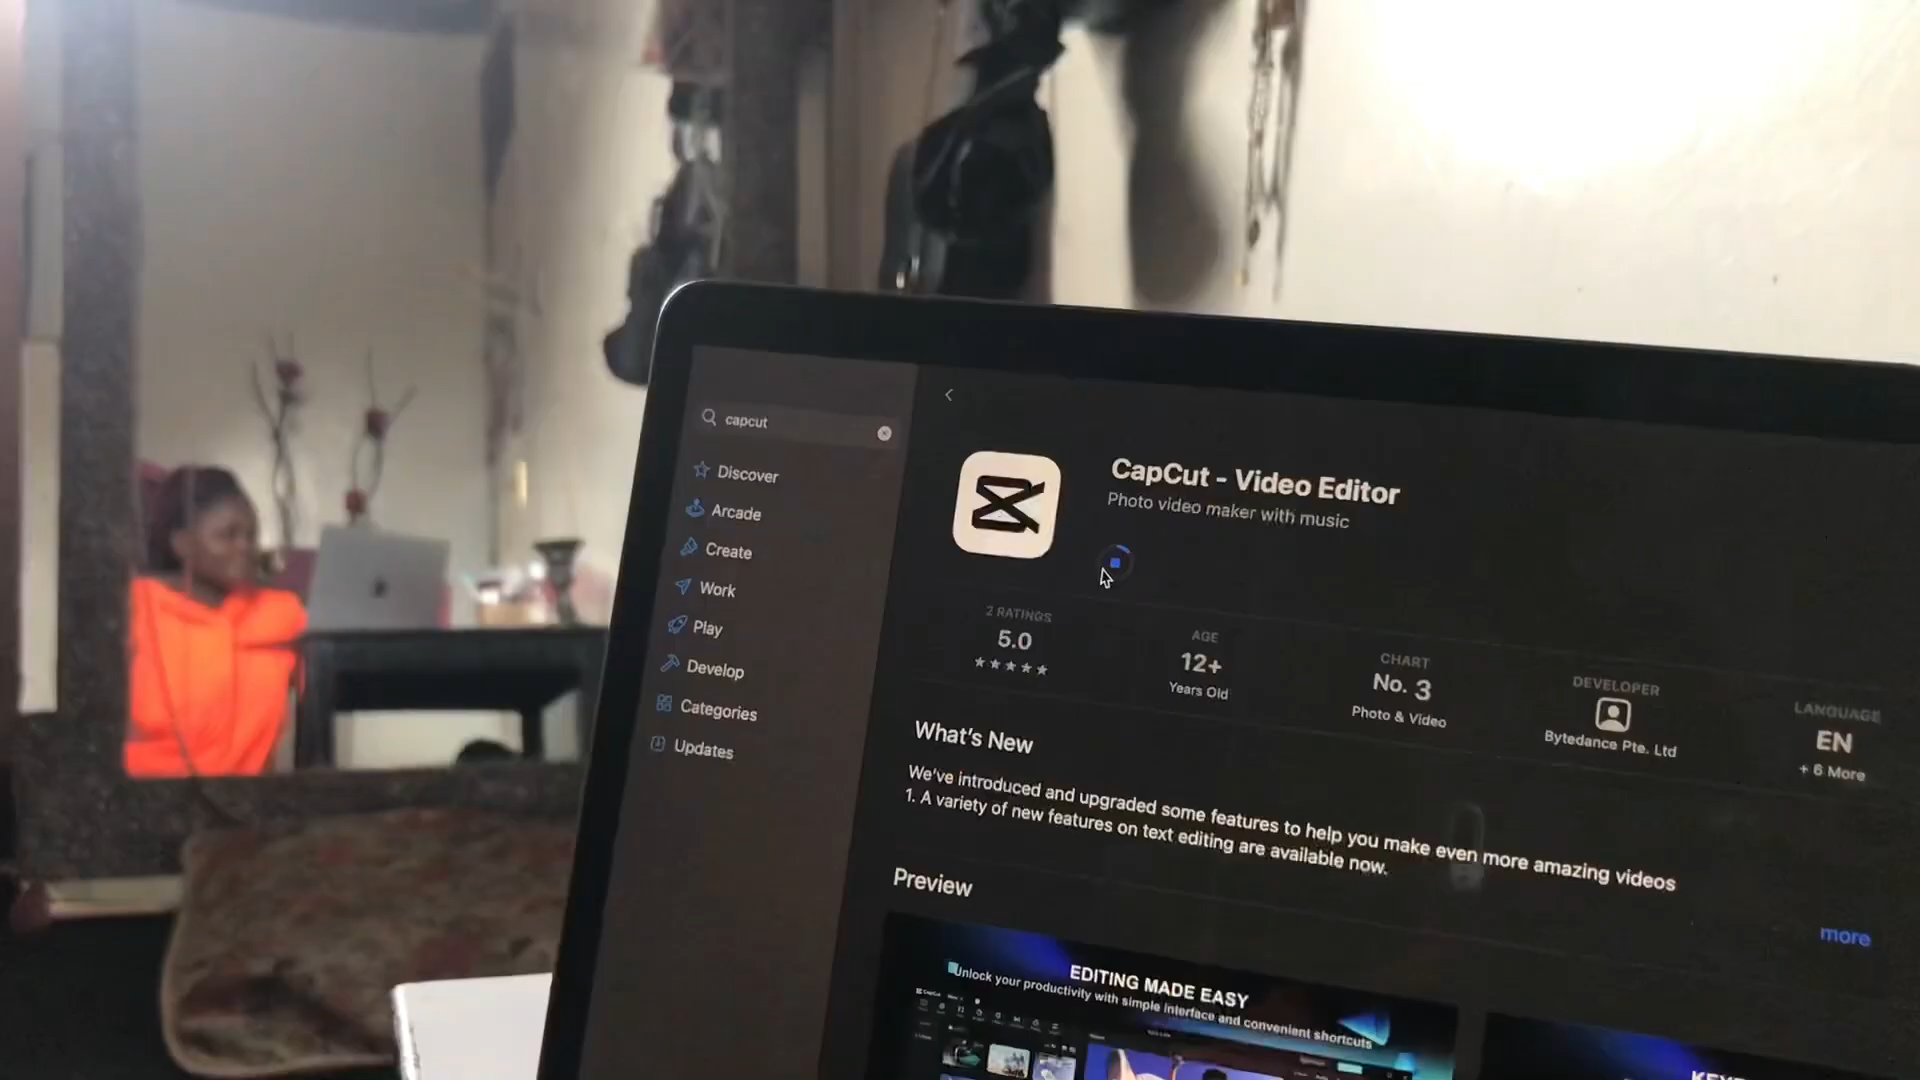 capcut
Discover
Arcade
Create
Work
Play
Develop
Categories
Updates
CapCut - Video Editor
Photo video maker with music
2 RATINGS
5.0
AGE
12+
Years Old
CHART
No. 3
Photo & Video
DEVELOPER
Bytedance Pte. Ltd
LANGUAGE
EN
+ 6 More
What's New
We've introduced and upgraded some features to help you make even more amazing videos
1. A variety of new features on text editing are available now.
more
Preview
EDITING MADE EASY
Unlock your productivity with simple interface and convenient shortcuts